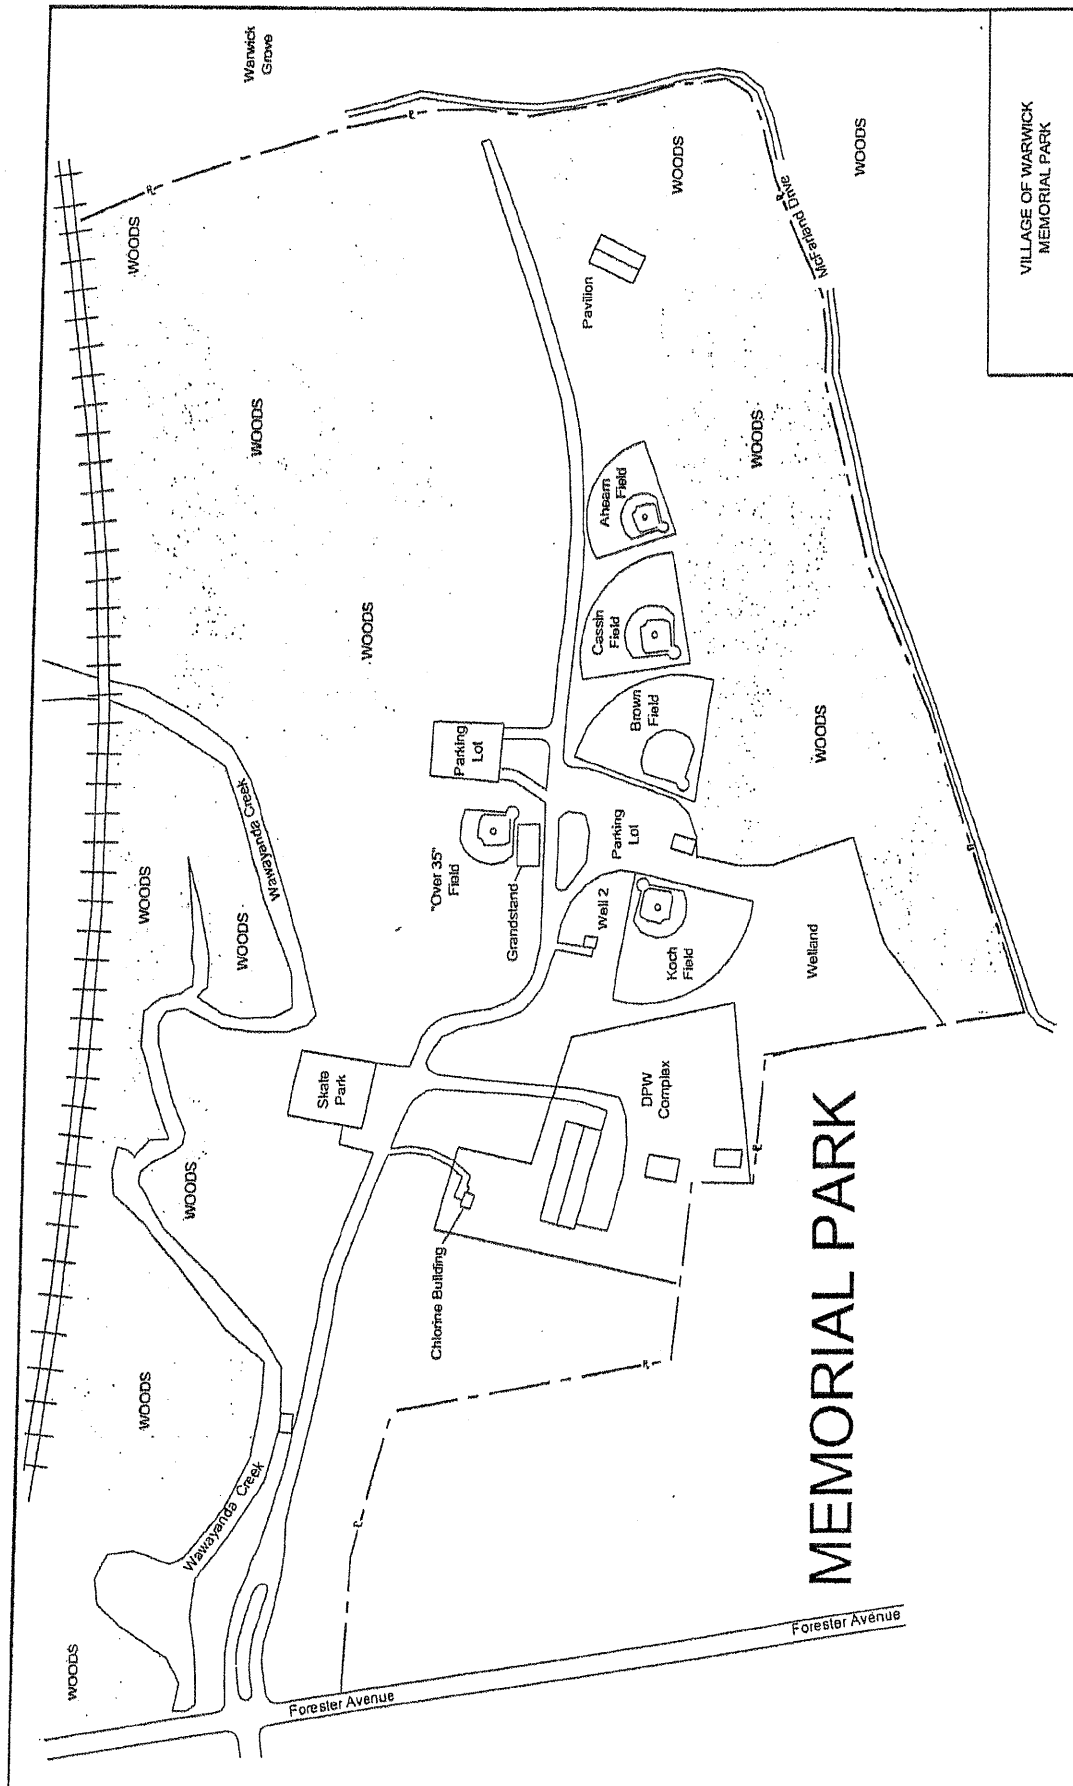 Warwick
Grove
WOODS
WOODS
WOODS
WOODS
WOODS
WOODS
WOODS
WOODS
WOODS
WOODS
WOODS
WOODS
WOODS
Wawayanda Creek
Wawayanda Creek
Pavilion
McFarland Drive
Ahearn
Field
Cassin
Field
Brown
Field
Parking
Lot
Parking
Lot
"Over 35"
Field
Grandstand
Well 2
Koch
Field
Wetland
Skate
Park
DPW
Complex
Chlorine Building
Forester Avenue
Forester Avenue
MEMORIAL PARK
VILLAGE OF WARWICK
MEMORIAL PARK